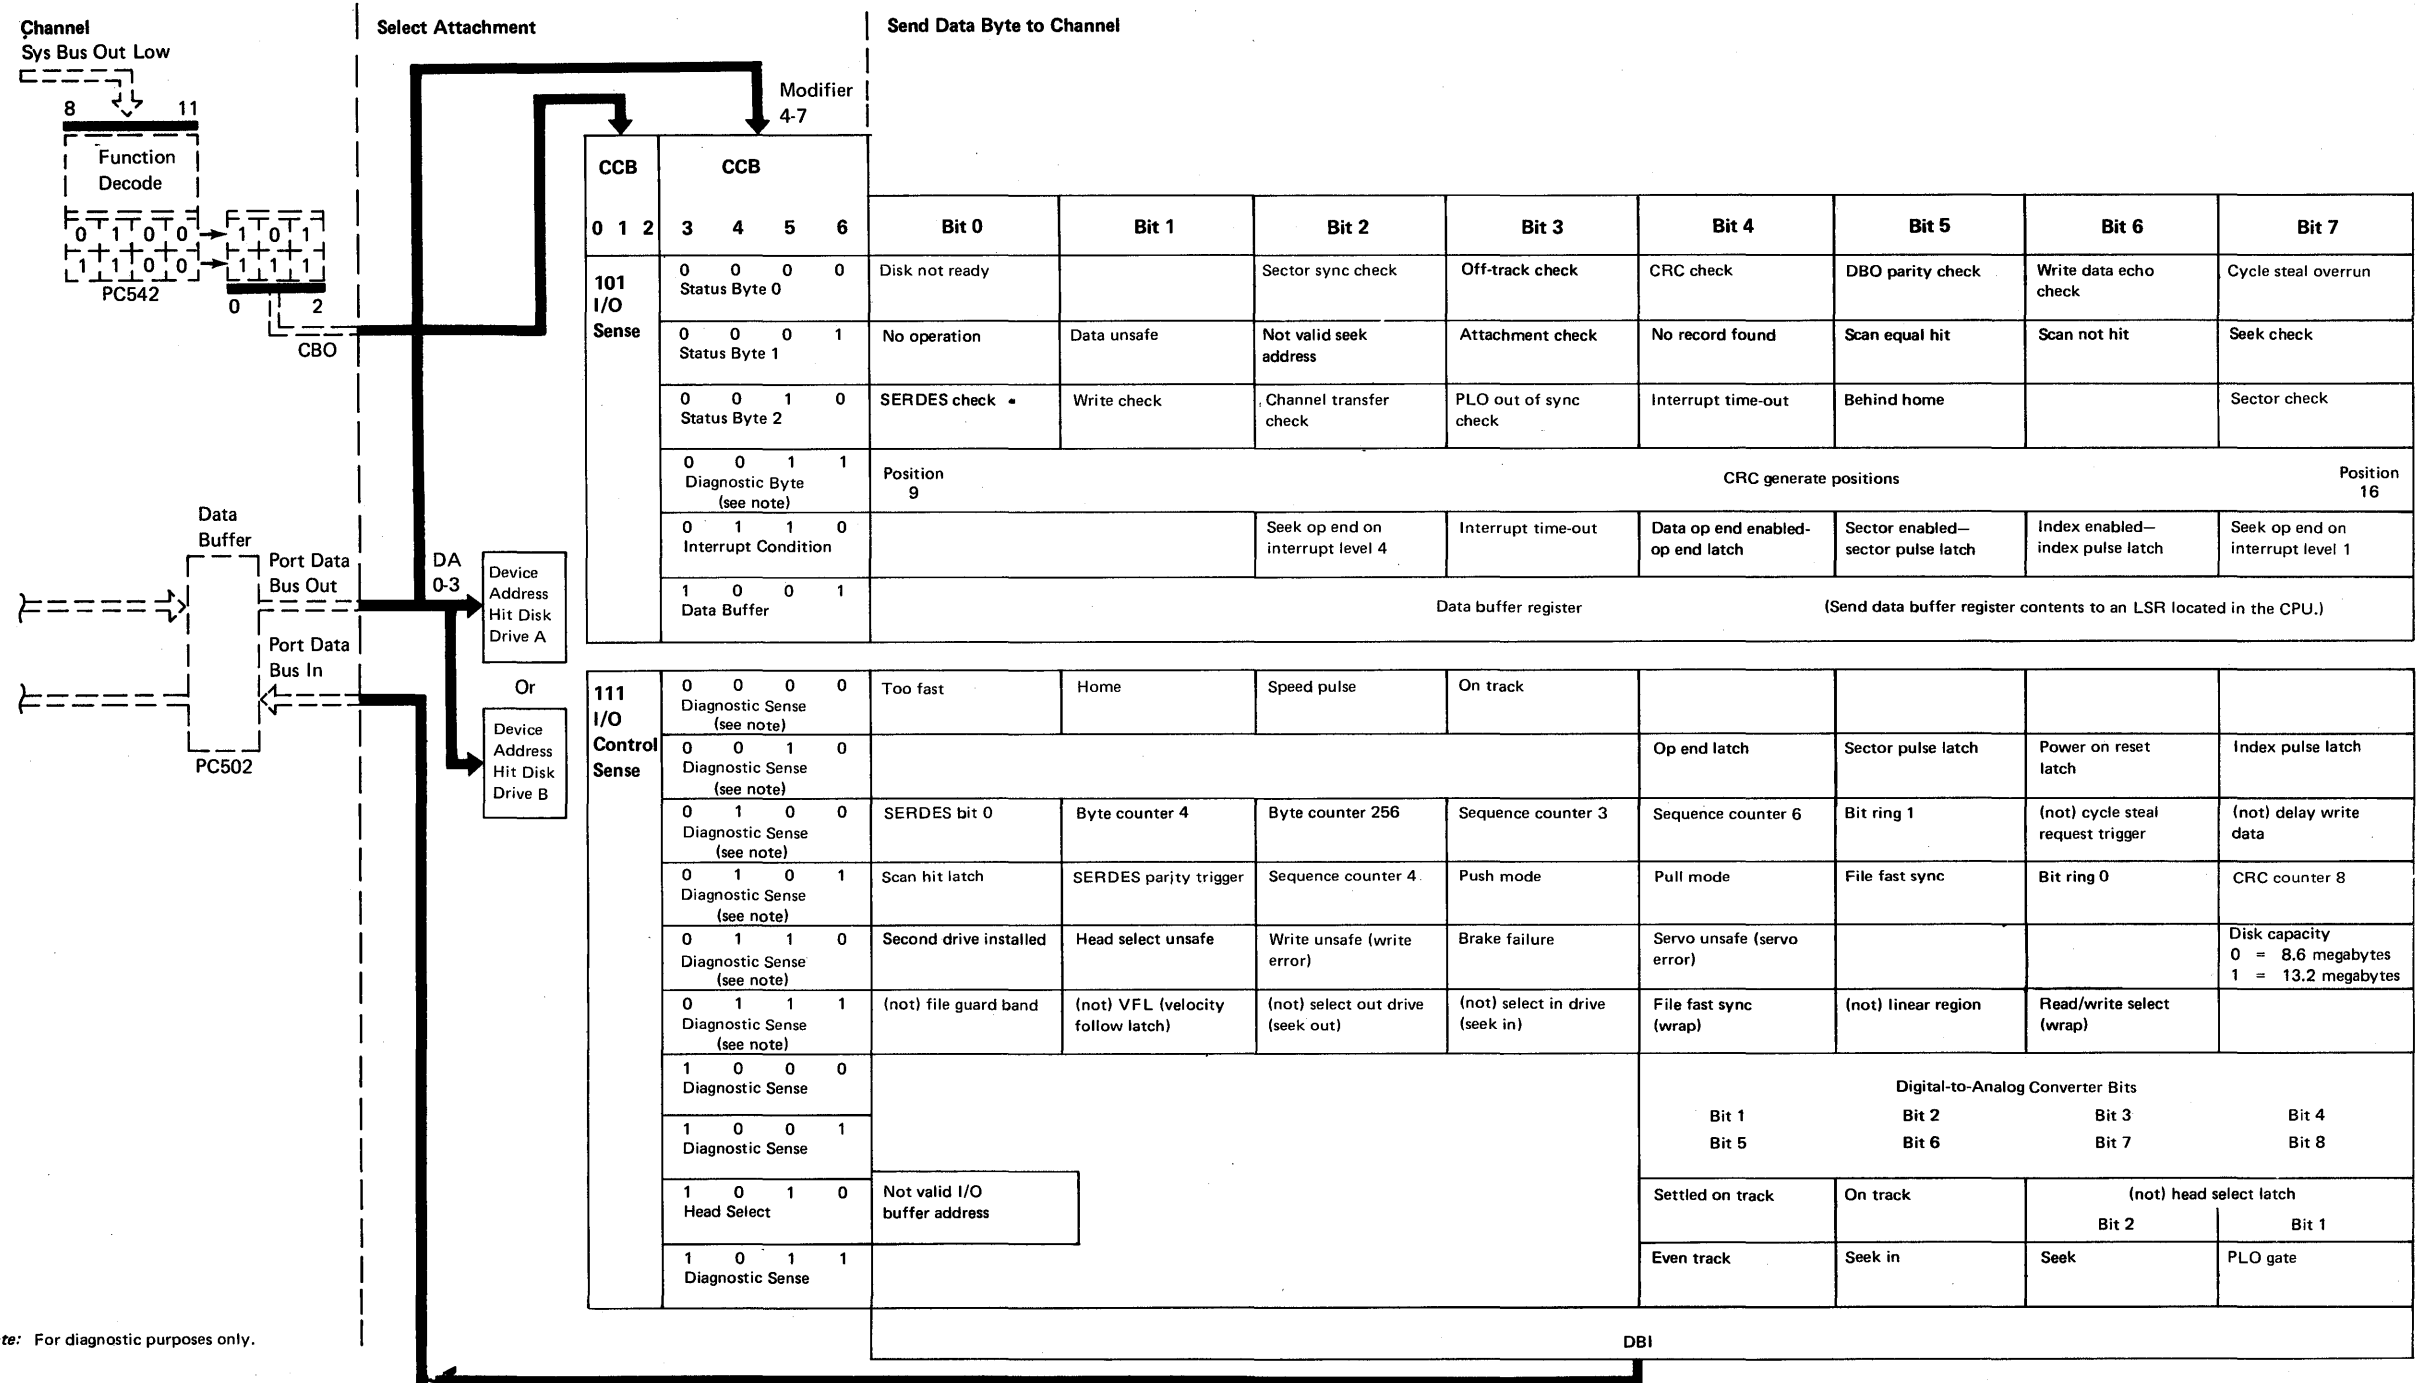 Channel
Sys Bus Out Low
Select Attachment
Send Data Byte to Channel
8 11
Function
Decode
0 1 0 0 1 0 1
1 1 0 0 1 1 1
PC542
0 2
CBO
Modifier
4-7
Data
Buffer
Port Data
Bus Out
Port Data
Bus In
PC502
DA
0-3
Device
Address
Hit Disk
Drive A
Or
Device
Address
Hit Disk
Drive B
CCB CCB
0 1 2 3 4 5 6 Bit 0 Bit 1 Bit 2 Bit 3 Bit 4 Bit 5 Bit 6 Bit 7
101
I/O
Sense
0 0 0 0
Status Byte 0
Disk not ready
Sector sync check
Off-track check
CRC check
DBO parity check
Write data echo
check
Cycle steal overrun
0 0 0 1
Status Byte 1
No operation
Data unsafe
Not valid seek
address
Attachment check
No record found
Scan equal hit
Scan not hit
Seek check
0 0 1 0
Status Byte 2
SERDES check
Write check
Channel transfer
check
PLO out of sync
check
Interrupt time-out
Behind home
Sector check
0 0 1 1
Diagnostic Byte
(see note)
Position
9
CRC generate positions
Position
16
0 1 1 0
Interrupt Condition
Seek op end on
interrupt level 4
Interrupt time-out
Data op end enabled-
op end latch
Sector enabled—
sector pulse latch
Index enabled—
index pulse latch
Seek op end on
interrupt level 1
1 0 0 1
Data Buffer
Data buffer register
(Send data buffer register contents to an LSR located in the CPU.)
111
I/O
Control
Sense
0 0 0 0
Diagnostic Sense
(see note)
Too fast
Home
Speed pulse
On track
0 0 1 0
Diagnostic Sense
(see note)
Op end latch
Sector pulse latch
Power on reset
latch
Index pulse latch
0 1 0 0
Diagnostic Sense
(see note)
SERDES bit 0
Byte counter 4
Byte counter 256
Sequence counter 3
Sequence counter 6
Bit ring 1
(not) cycle steal
request trigger
(not) delay write
data
0 1 0 1
Diagnostic Sense
(see note)
Scan hit latch
SERDES parity trigger
Sequence counter 4
Push mode
Pull mode
File fast sync
Bit ring 0
CRC counter 8
0 1 1 0
Diagnostic Sense
(see note)
Second drive installed
Head select unsafe
Write unsafe (write
error)
Brake failure
Servo unsafe (servo
error)
Disk capacity
0 = 8.6 megabytes
1 = 13.2 megabytes
0 1 1 1
Diagnostic Sense
(see note)
(not) file guard band
(not) VFL (velocity
follow latch)
(not) select out drive
(seek out)
(not) select in drive
(seek in)
File fast sync
(wrap)
(not) linear region
Read/write select
(wrap)
1 0 0 0
Diagnostic Sense
1 0 0 1
Diagnostic Sense
Digital-to-Analog Converter Bits
Bit 1 Bit 2 Bit 3 Bit 4
Bit 5 Bit 6 Bit 7 Bit 8
1 0 1 0
Head Select
Not valid I/O
buffer address
Settled on track
On track
(not) head select latch
Bit 2 Bit 1
1 0 1 1
Diagnostic Sense
Even track
Seek in
Seek
PLO gate
DBI
te: For diagnostic purposes only.